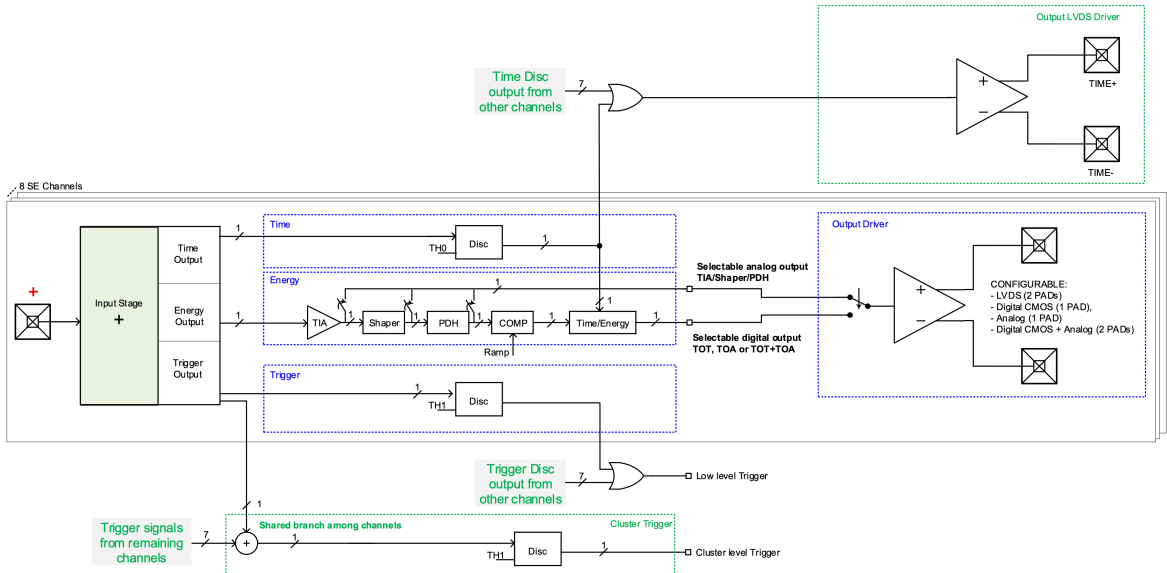 Output LVDS Driver
Time Disc
output from
other channels
7
+
−
TIME+
TIME-
8 SE Channels
+
Input Stage
+
Time
Output
Energy
Output
Trigger
Output
1
Time
TH0
Disc
1
1
Energy
TIA
1
Shaper
1
PDH
1
COMP
Ramp
1
Time/Energy
1
1
1
Selectable analog output
TIA/Shaper/PDH
Selectable digital output
TOT, TOA or TOT+TOA
Output Driver
+
−
CONFIGURABLE:
- LVDS (2 PADs)
- Digital CMOS (1 PAD),
- Analog (1 PAD)
- Digital CMOS + Analog (2 PADs)
Trigger
1
TH1
Disc
Trigger Disc
output from
other channels
7
Low level Trigger
1
Trigger signals
from remaining
channels
7
+
Shared branch among channels
Cluster Trigger
1
TH1
Disc
1
Cluster level Trigger